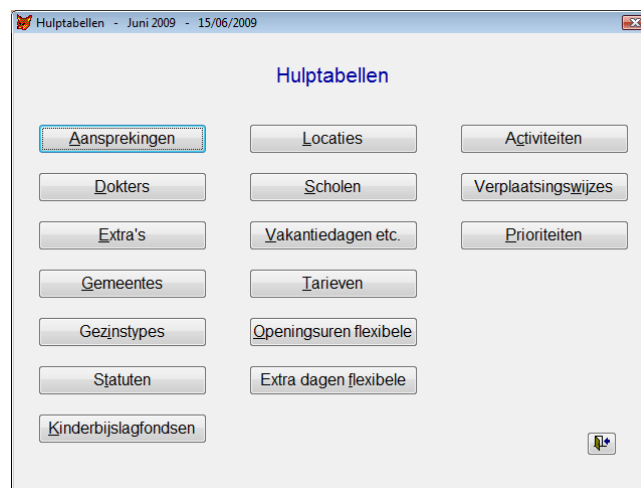 Hulptabellen - Juni 2009 - 15/06/2009
Hulptabellen
Aansprekingen
Locaties
Activiteiten
Dokters
Scholen
Verplaatsingswijzes
Extra's
Vakantiedagen etc.
Prioriteiten
Gemeentes
Tarieven
Gezinstypes
Openingsuren flexibele
Statuten
Extra dagen flexibele
Kinderbijslagfondsen